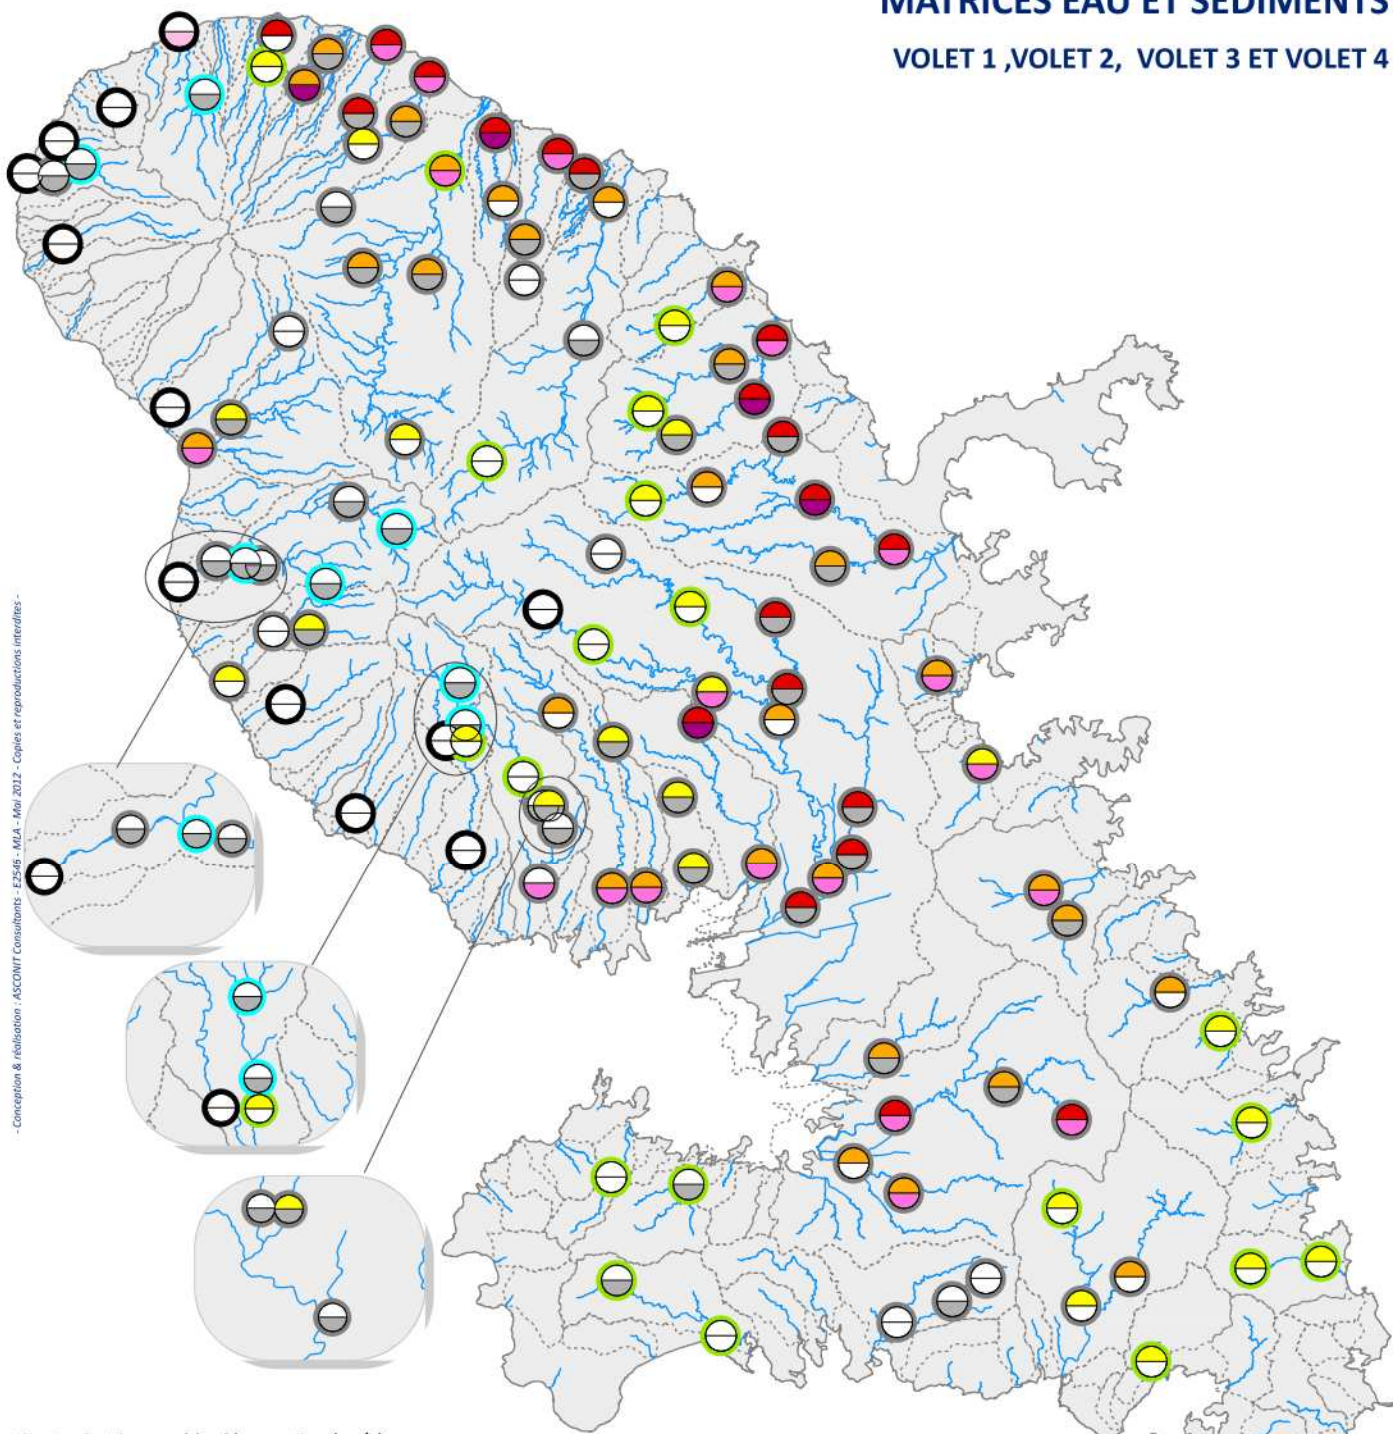 MATRICES EAU ET SEDIMENTS
VOLET 1 ,VOLET 2, VOLET 3 ET VOLET 4
- Conception & réalisation : ASCONIT Consultants - E2546 - MLA - Mai 2012 - Copies et reproductions interdites -